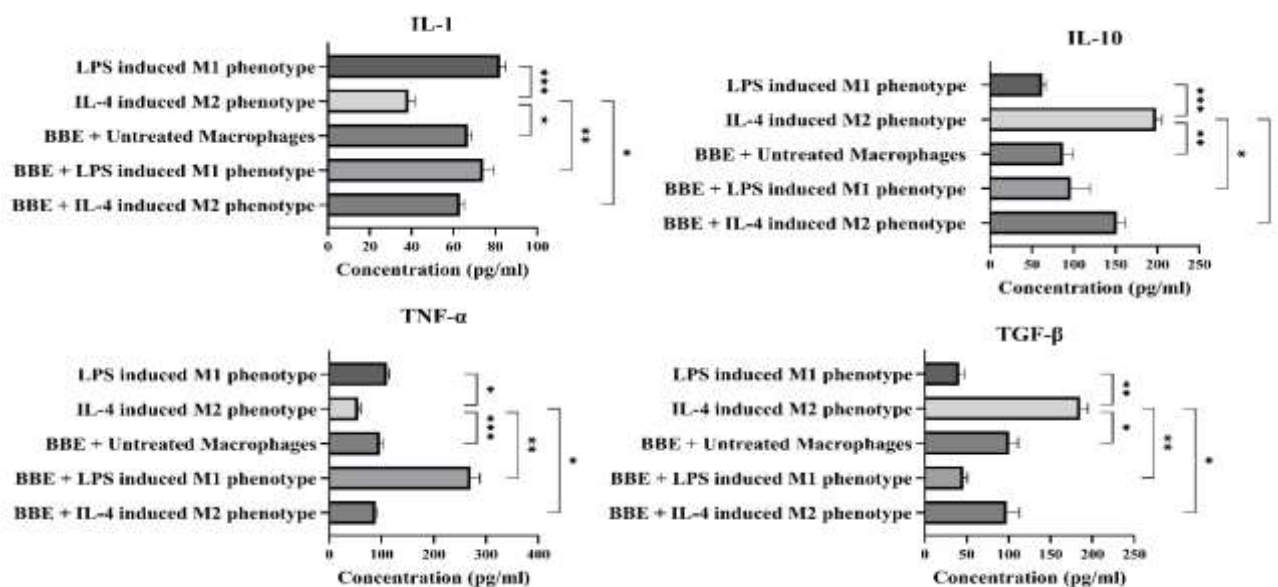 IL-1
LPS induced M1 phenotype
IL-4 induced M2 phenotype
BBE + Untreated Macrophages
BBE + LPS induced M1 phenotype
BBE + IL-4 induced M2 phenotype
***
*
**
*
0 20 40 60 80 100
Concentration (pg/ml)
IL-10
LPS induced M1 phenotype
IL-4 induced M2 phenotype
BBE + Untreated Macrophages
BBE + LPS induced M1 phenotype
BBE + IL-4 induced M2 phenotype
***
**
*
0 50 100 150 200 250
Concentration (pg/ml)
TNF-α
LPS induced M1 phenotype
IL-4 induced M2 phenotype
BBE + Untreated Macrophages
BBE + LPS induced M1 phenotype
BBE + IL-4 induced M2 phenotype
*
***
**
*
0 100 200 300 400
Concentration (pg/ml)
TGF-β
LPS induced M1 phenotype
IL-4 induced M2 phenotype
BBE + Untreated Macrophages
BBE + LPS induced M1 phenotype
BBE + IL-4 induced M2 phenotype
**
*
**
*
0 50 100 150 200 250
Concentration (pg/ml)